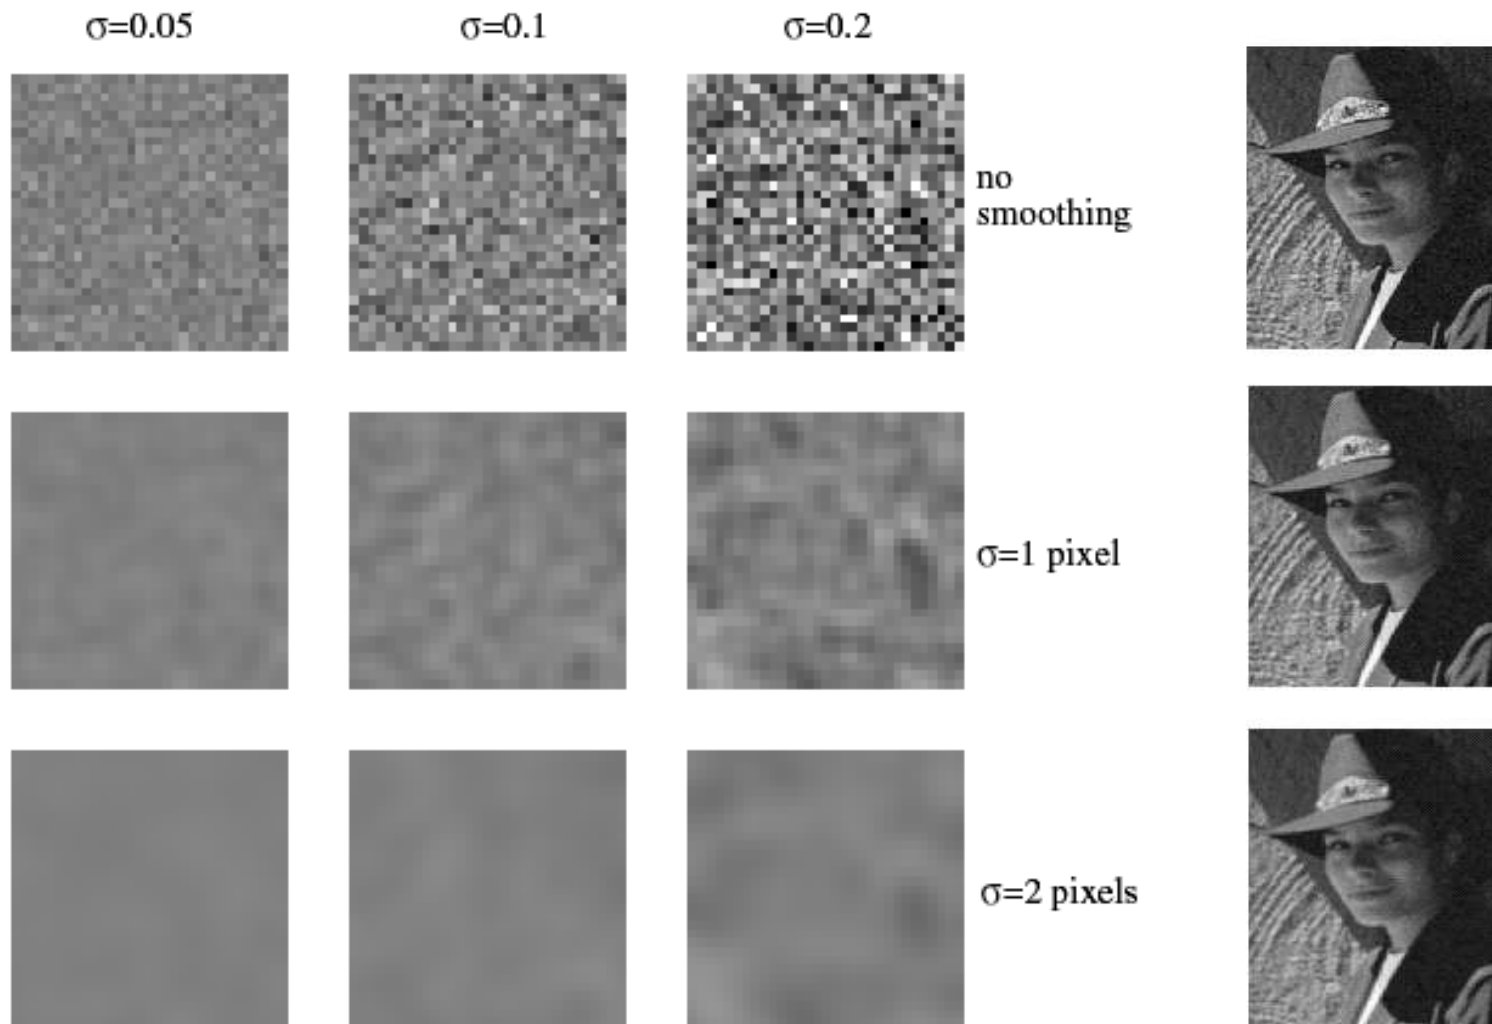 σ=0.05 σ=0.1 σ=0.2
no
smoothing
σ=1 pixel
σ=2 pixels